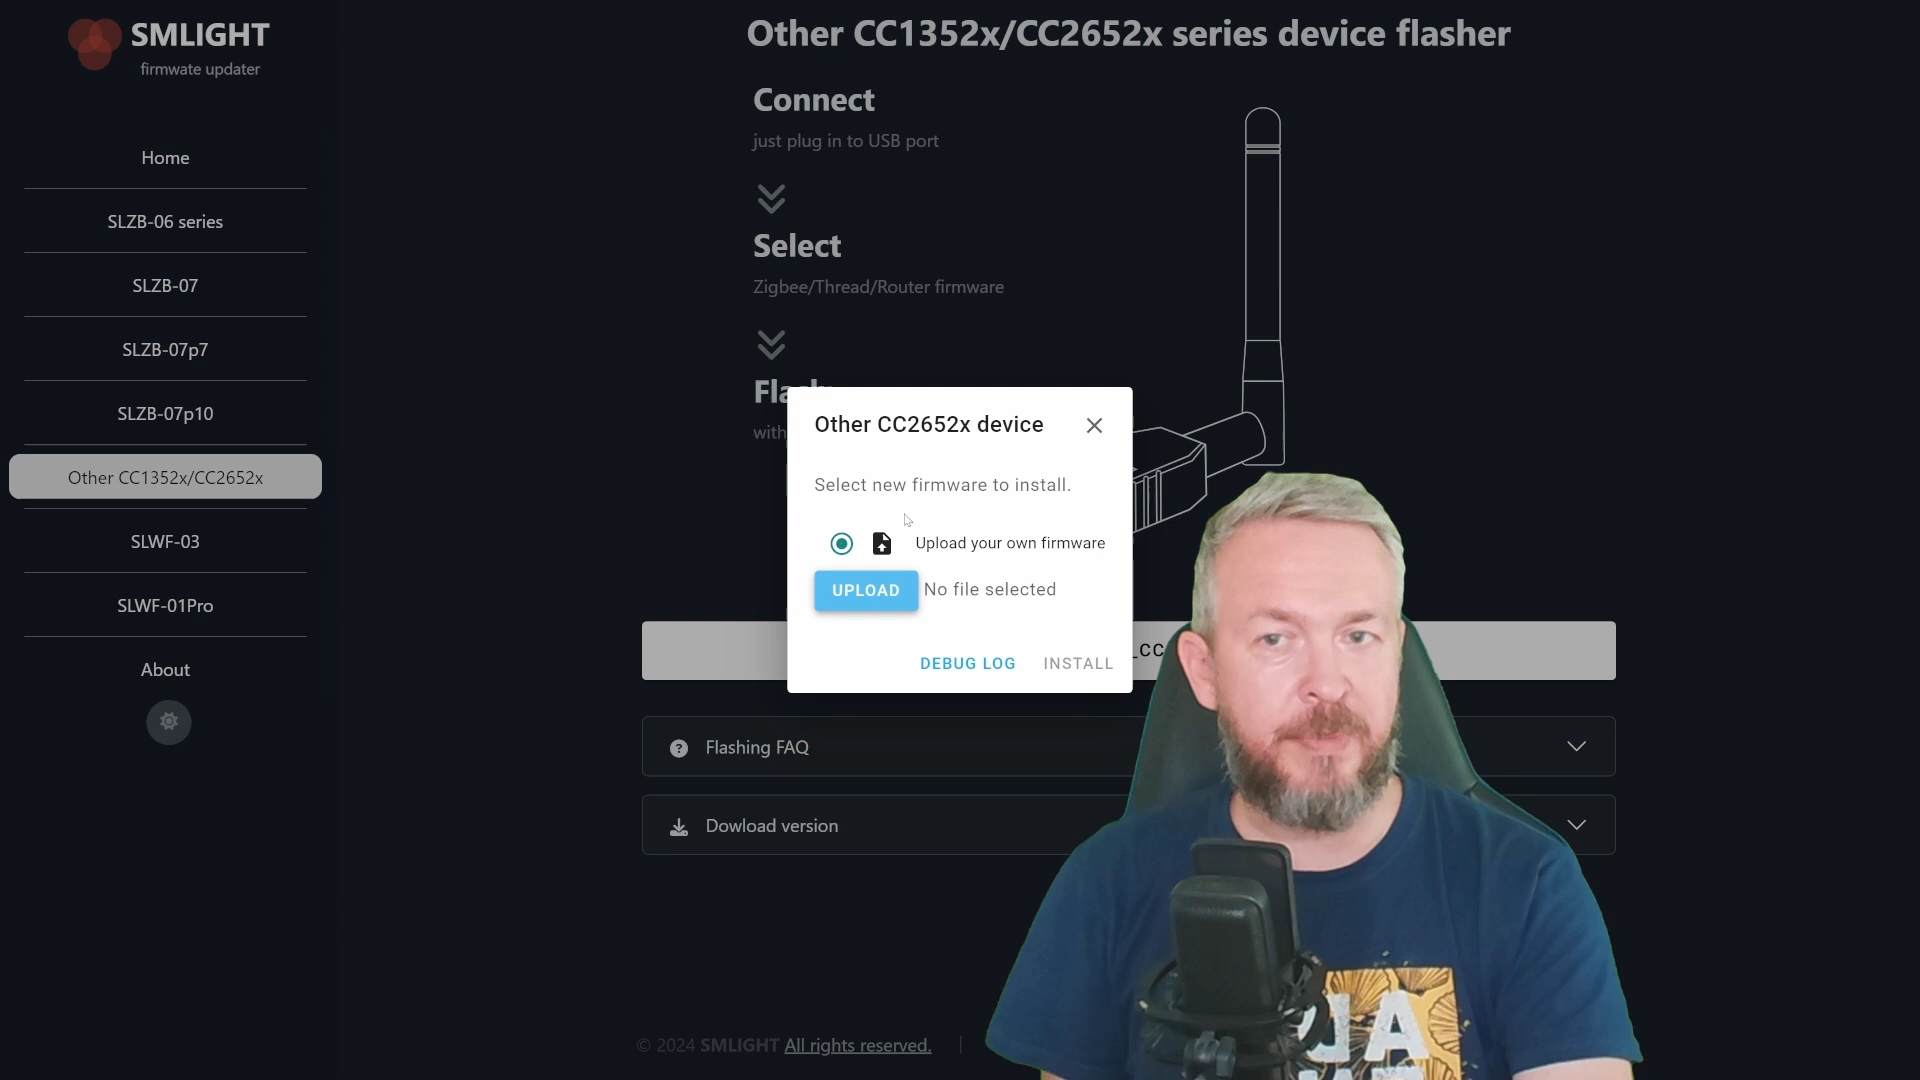 SMLIGHT
firmwate updater
Home
SLZB-06 series
SLZB-07
SLZB-07p7
SLZB-07p10
Other CC1352x/CC2652x
SLWF-03
SLWF-01Pro
About
Other CC1352x/CC2652x series device flasher
Connect
just plug in to USB port
Select
Zigbee/Thread/Router firmware
with
Other CC2652x device
Select new firmware to install.
Upload your own firmware
UPLOAD No file selected
DEBUG LOG INSTALL
_CC
Flashing FAQ
Dowload version
© 2024 SMLIGHT All rights reserved. |